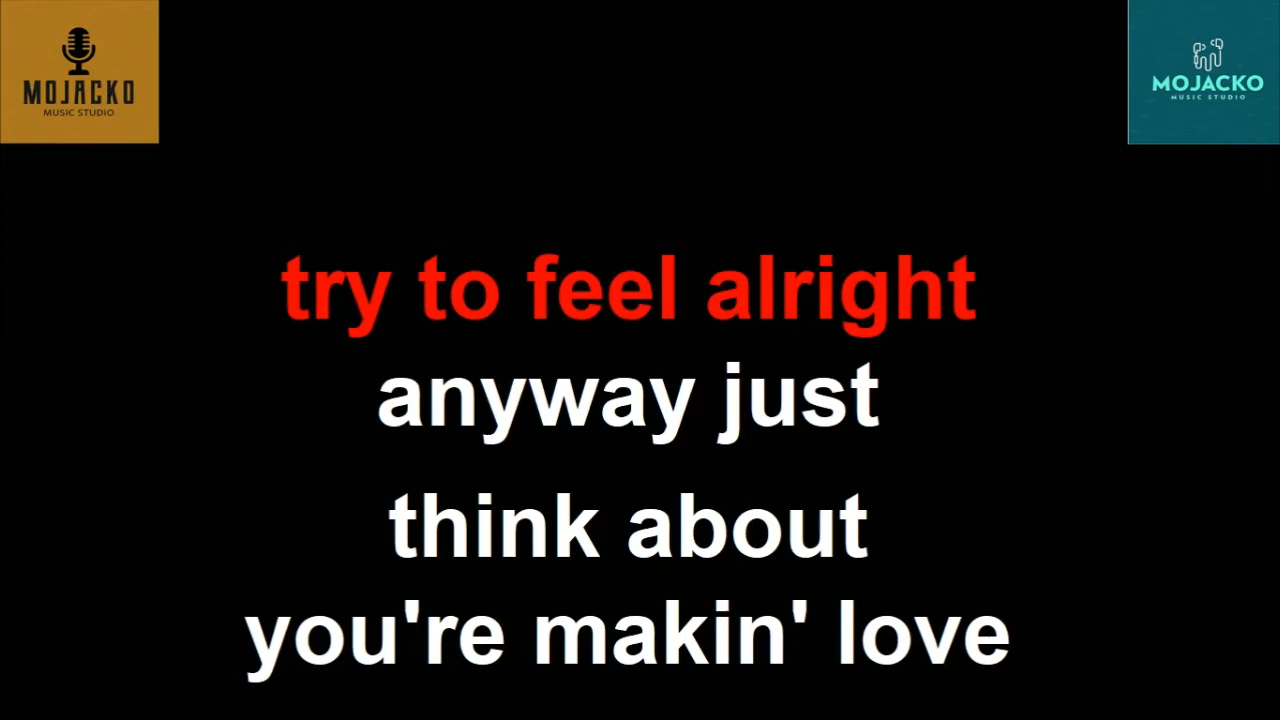 MOJACKO
MUSIC STUDIO
MOJACKO
MUSIC STUDIO
try to feel alright
anyway just
think about
you're makin' love